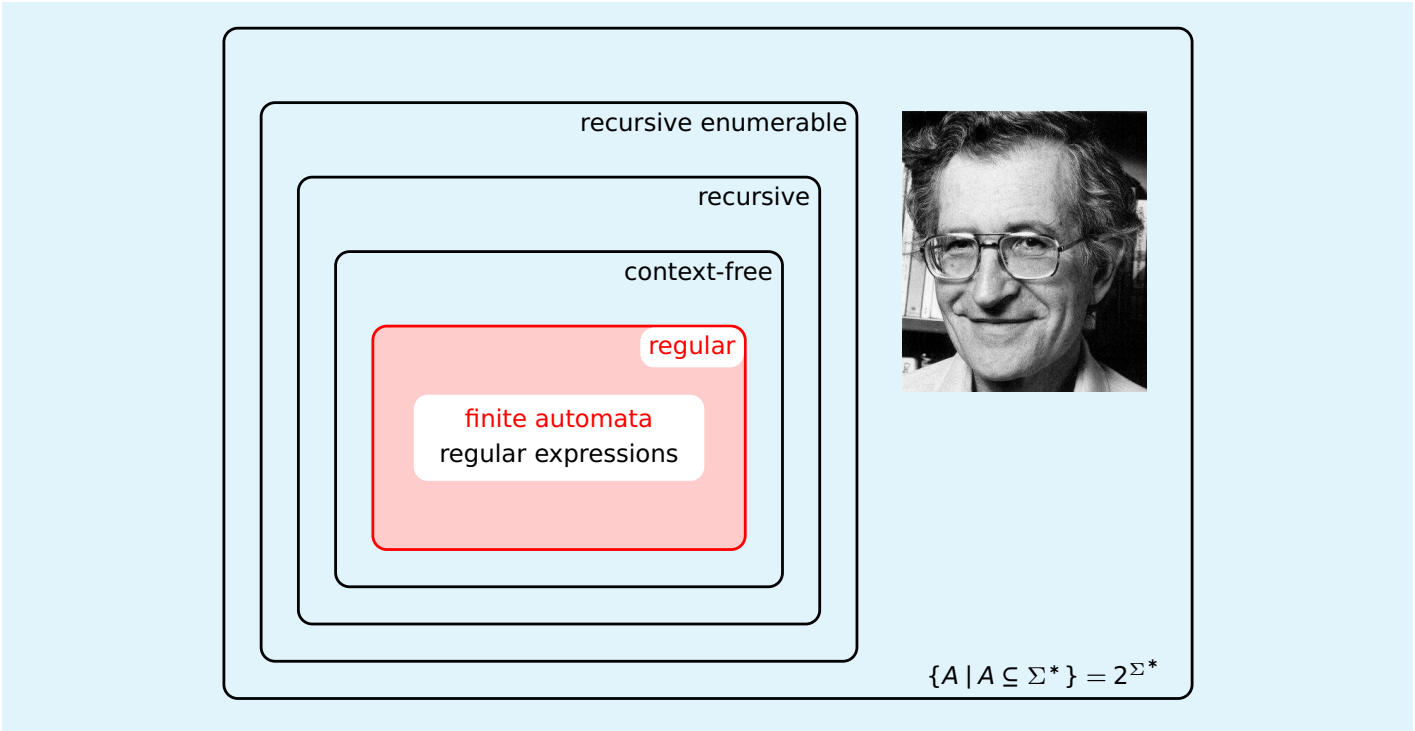 recursive enumerable
recursive
context-free
regular
finite automata
regular expressions
{A | A ⊆ Σ*} = 2^Σ*